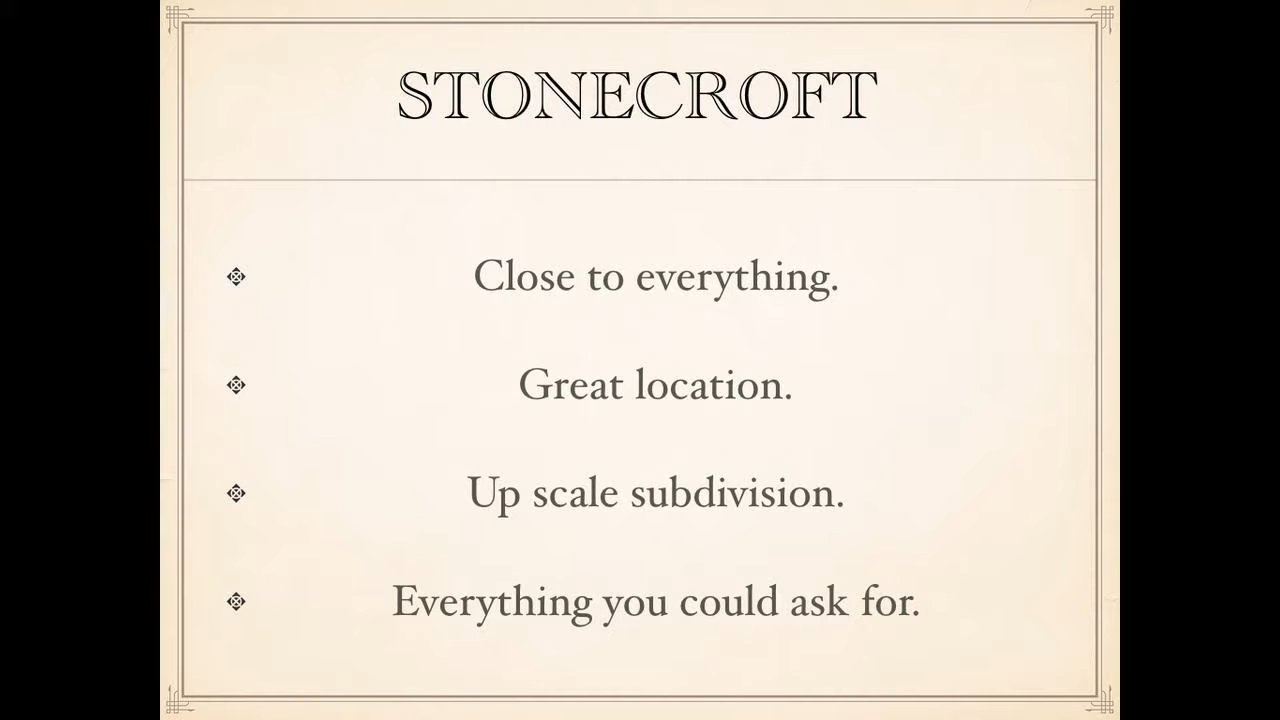 STONECROFT
Close to everything.
Great location.
Up scale subdivision.
Everything you could ask for.